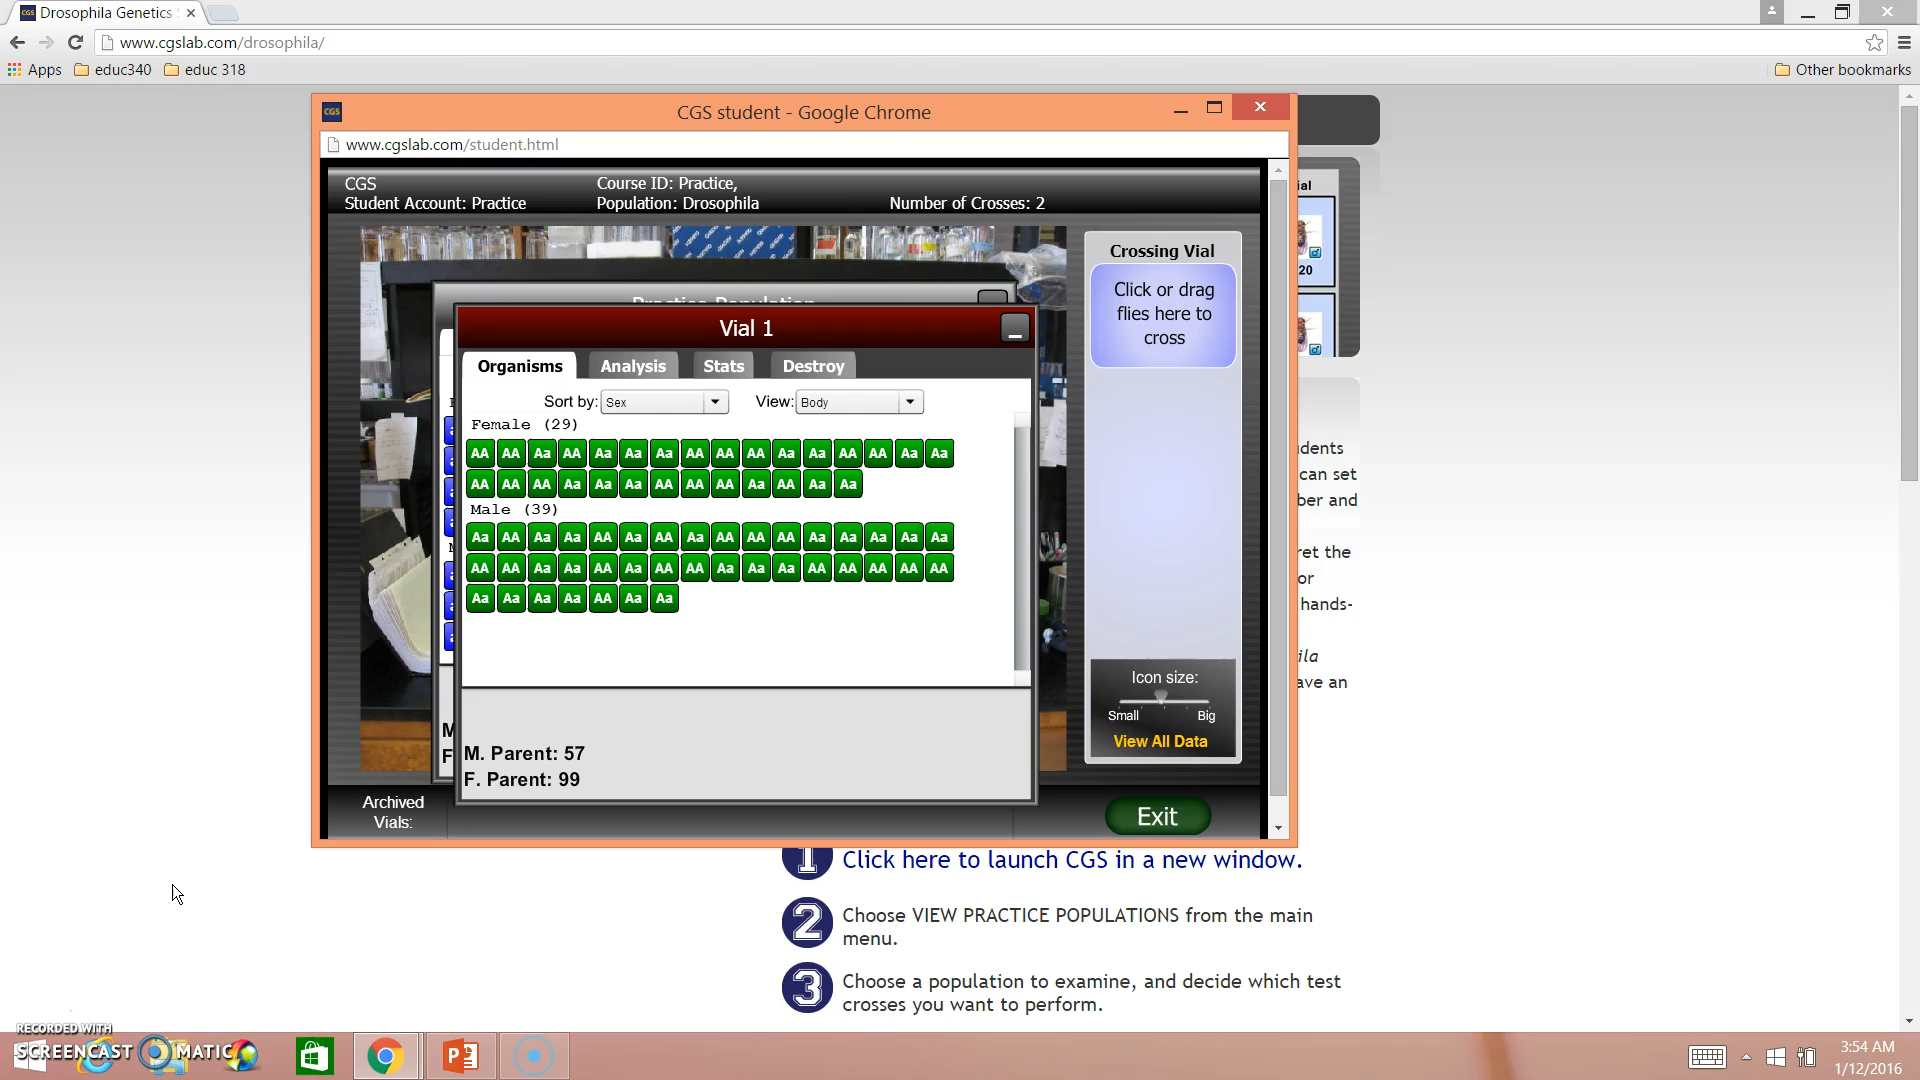 Drosophila Genetics
www.cgslab.com/drosophila/
Apps educ340 educ 318 Other bookmarks
CGS student - Google Chrome
www.cgslab.com/student.html
CGS
Student Account: Practice
Course ID: Practice,
Population: Drosophila
Number of Crosses: 2
Practice Population
Vial 1
Organisms Analysis Stats Destroy
Sort by: Sex View: Body
Female (29)
AA AA Aa AA Aa Aa Aa AA AA AA Aa Aa AA AA Aa Aa
AA AA AA Aa Aa Aa AA AA AA Aa AA Aa Aa
Male (39)
Aa AA Aa Aa AA Aa AA Aa AA AA AA Aa Aa Aa Aa Aa
AA AA Aa Aa AA Aa AA AA Aa Aa Aa AA AA AA AA AA
Aa Aa Aa Aa AA Aa Aa
M. Parent: 57
F. Parent: 99
Crossing Vial
Click or drag
flies here to
cross
Icon size:
Small Big
View All Data
Archived
Vials:
Exit
ial
20
dents
can set
ber and
ret the
or
hands-
ila
ave an
1 Click here to launch CGS in a new window.
2 Choose VIEW PRACTICE POPULATIONS from the main
menu.
3 Choose a population to examine, and decide which test
crosses you want to perform.
RECORDED WITH
SCREENCAST MATIC
3:54 AM
1/12/2016